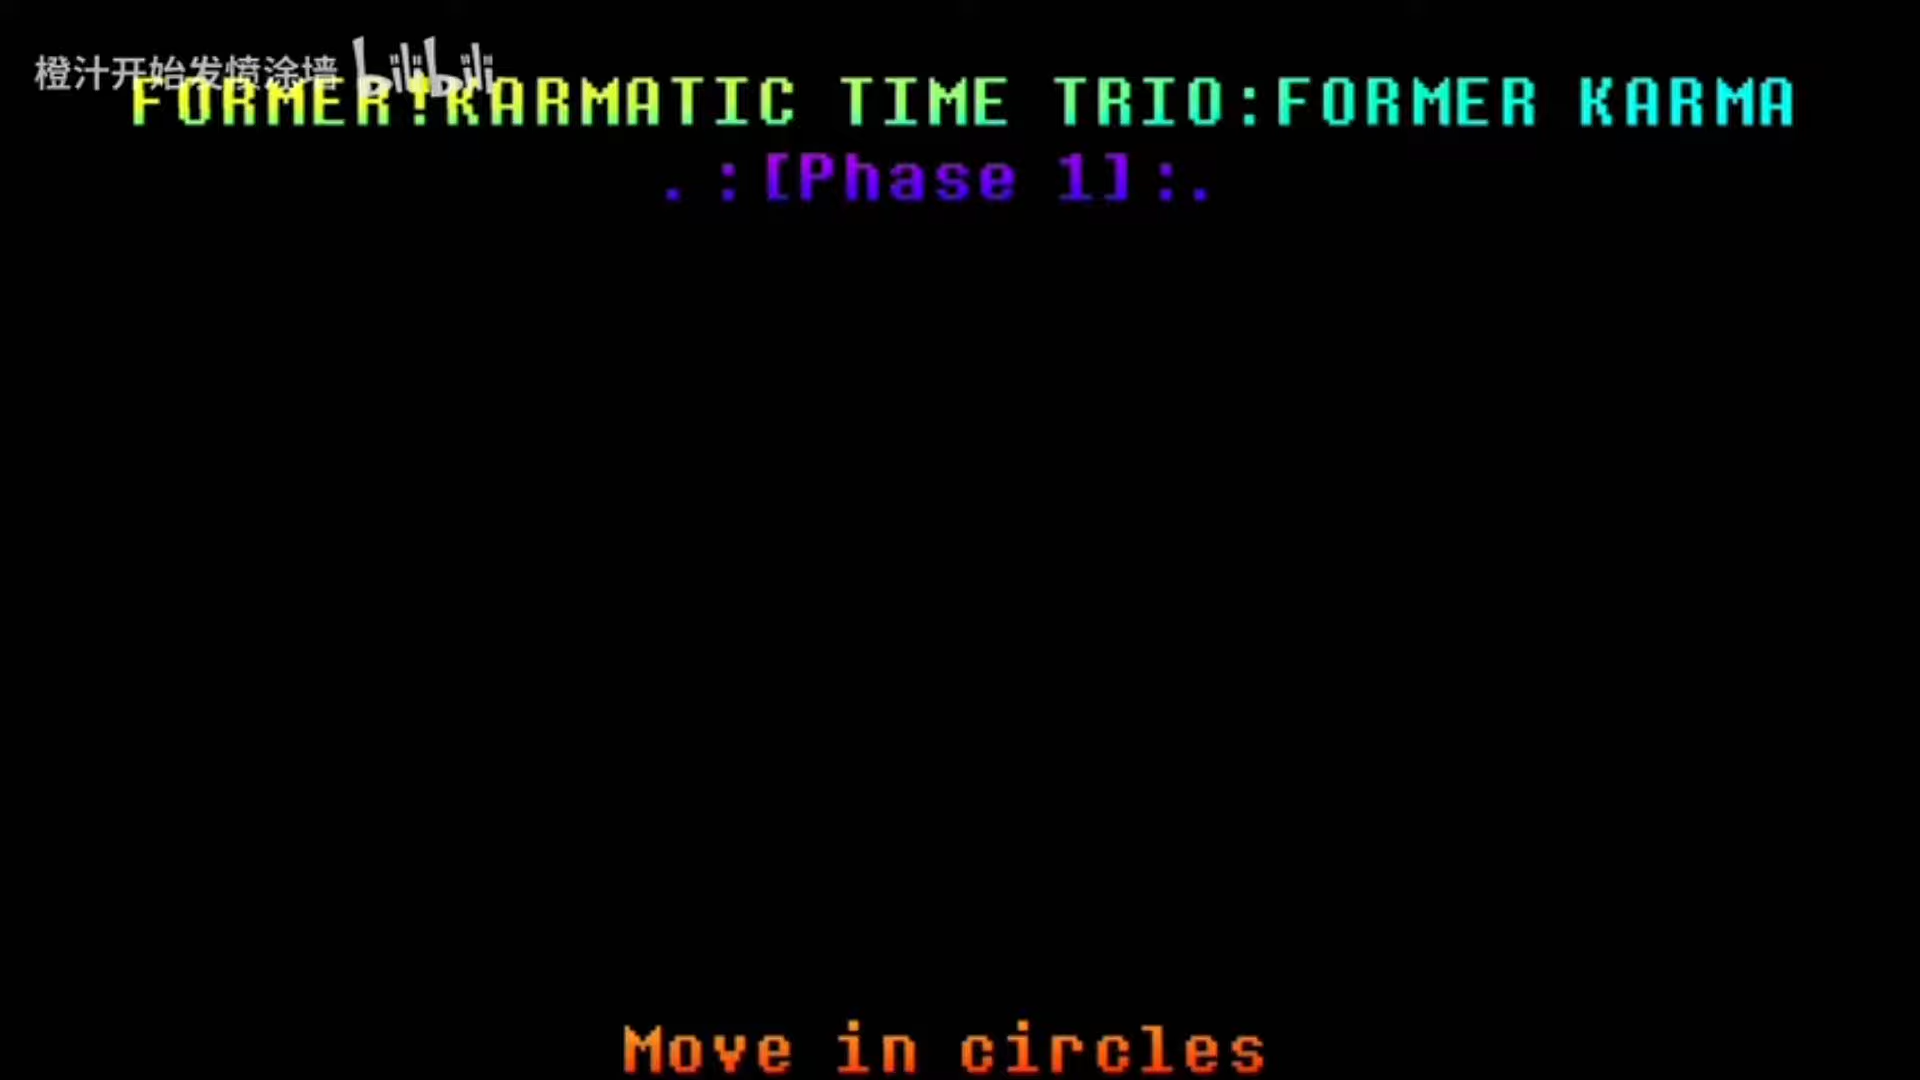 橙汁开始发愤涂墙 bilibili
FORMER!KARMATIC TIME TRIO:FORMER KARMA
.:[Phase 1]:.
Move in circles